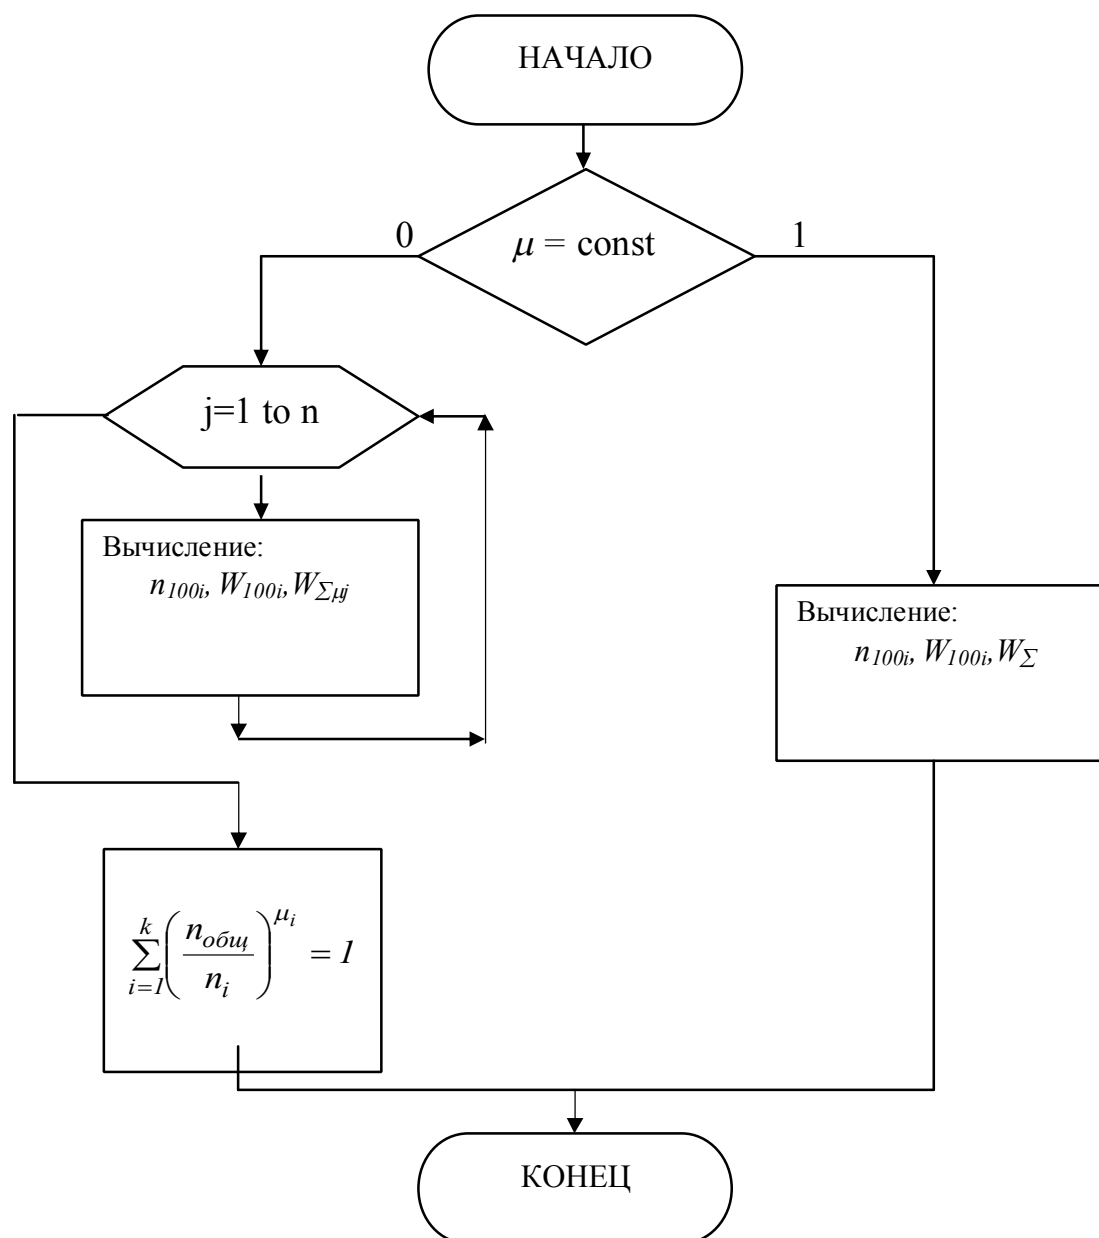 НАЧАЛО
0
μ = const
1
j=1 to n
Вычисление:
n100i, W100i, WΣμj
Вычисление:
n100i, W100i, WΣ
∑ i=1 k (nобщ / ni)^μi = 1
КОНЕЦ